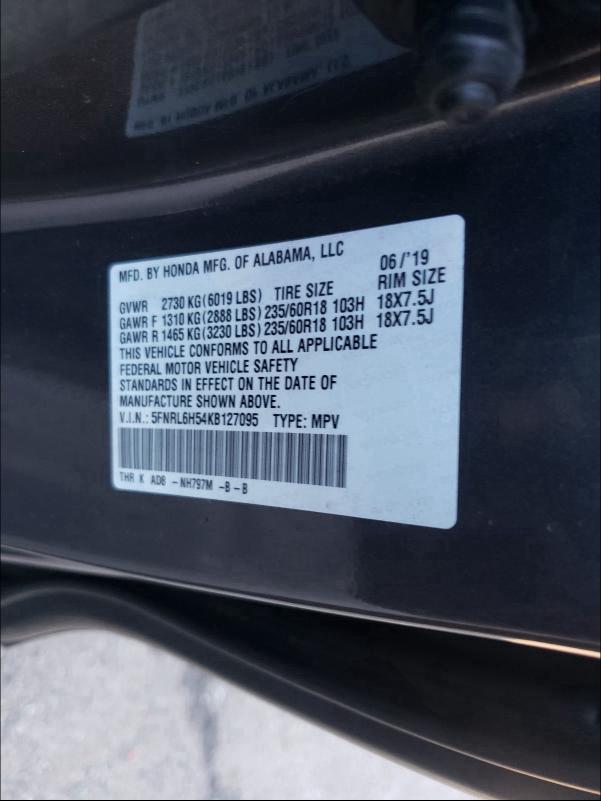 MFD. BY HONDA MFG. OF ALABAMA, LLC 06/'19
GVWR 2730 KG(6019 LBS) TIRE SIZE RIM SIZE
GAWR F 1310 KG(2888 LBS) 235/60R18 103H 18X7.5J
GAWR R 1465 KG(3230 LBS) 235/60R18 103H 18X7.5J
THIS VEHICLE CONFORMS TO ALL APPLICABLE
FEDERAL MOTOR VEHICLE SAFETY
STANDARDS IN EFFECT ON THE DATE OF
MANUFACTURE SHOWN ABOVE.
V.I.N.: 5FNRL6H54KB127095 TYPE: MPV
THR K AD8 -NH797M -B -B